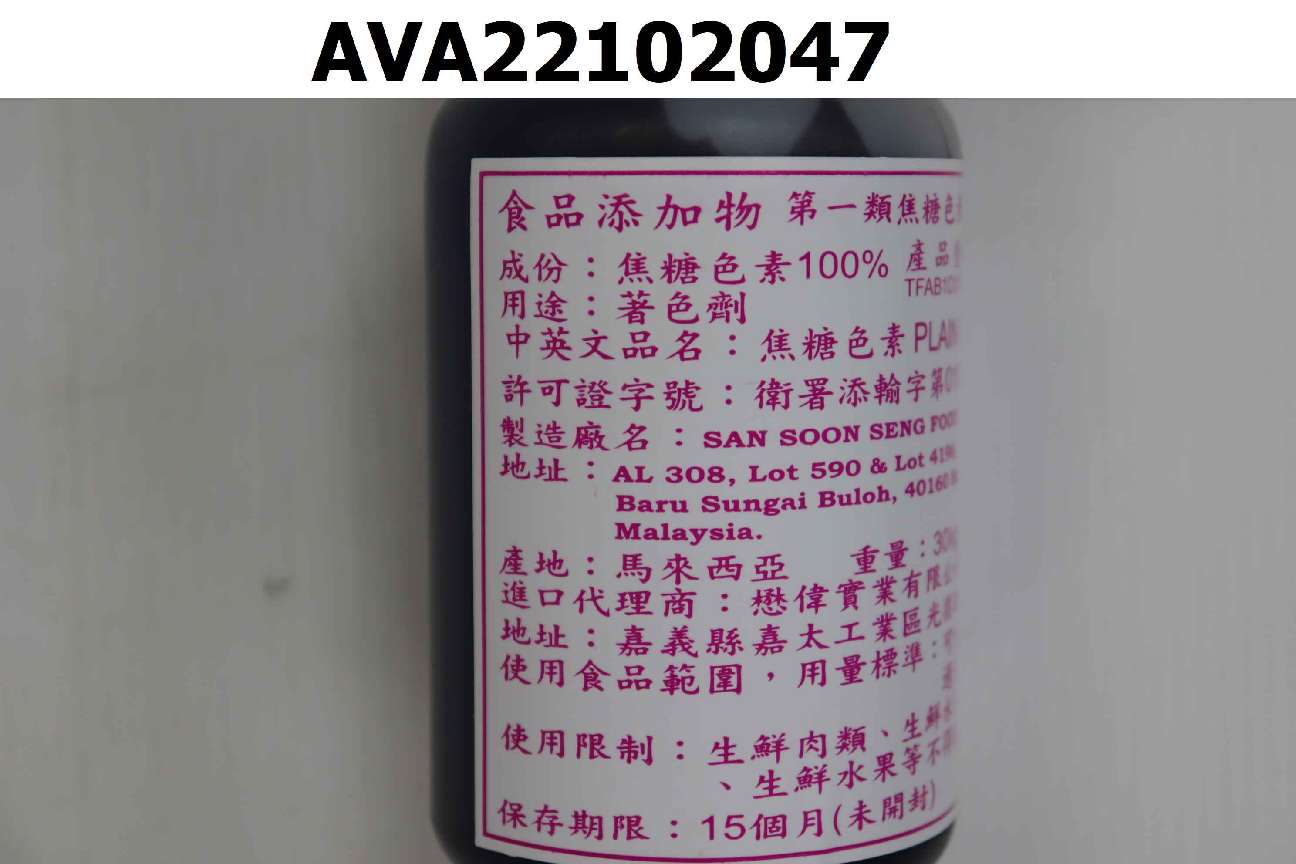 AVA22102047
食品添加物 第一類焦糖色
成份：焦糖色素100% 產品
TFAB1
用途：著色劑
中英文品名：焦糖色素 PLAIN
許可證字號：衛署添輸字第
製造廠名：SAN SOON SENG FOO
地址：AL 308, Lot 590 & Lot 419
Baru Sungai Buloh, 40160
Malaysia.
產地：馬來西亞 重量：30
進口代理商：懋偉實業有限
地址：嘉義縣嘉太工業區光
使用食品範圍，用量標準：
使用限制：生鮮肉類、生鮮
、生鮮水果等不
保存期限：15個月(未開封)